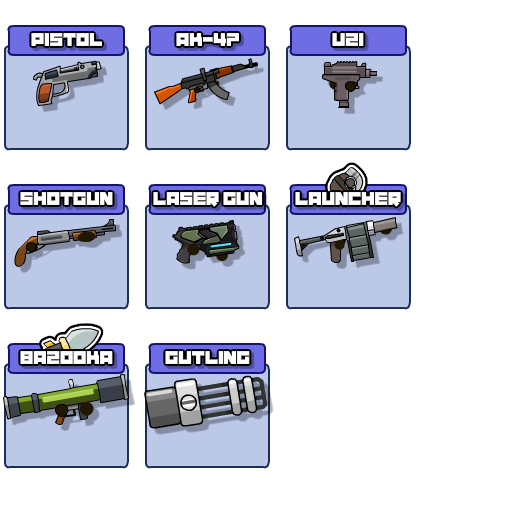 PISTOL
AK-47
UZI
SHOTGUN
LASER GUN
LAUNCHER
BAZOOKA
GUTLING